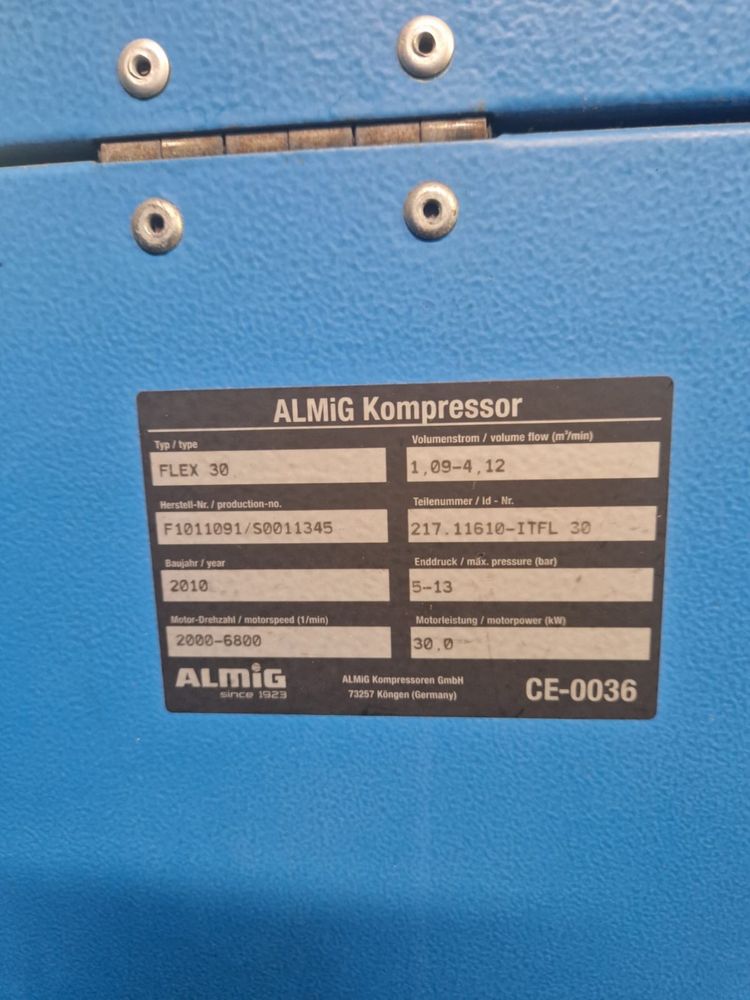 ALMiG Kompressor
Typ / type
FLEX 30
Volumenstrom / volume flow (m³/min)
1,09-4,12
Herstell-Nr. / production-no.
F1011091/S0011345
Teilenummer / Id - Nr.
217.11610-ITFL 30
Baujahr / year
2010
Enddruck / max. pressure (bar)
5-13
Motor-Drehzahl / motorspeed (1/min)
2000-6800
Motorleistung / motorpower (kW)
30,0
ALMiG
since 1923
ALMiG Kompressoren GmbH
73257 Köngen (Germany)
CE-0036